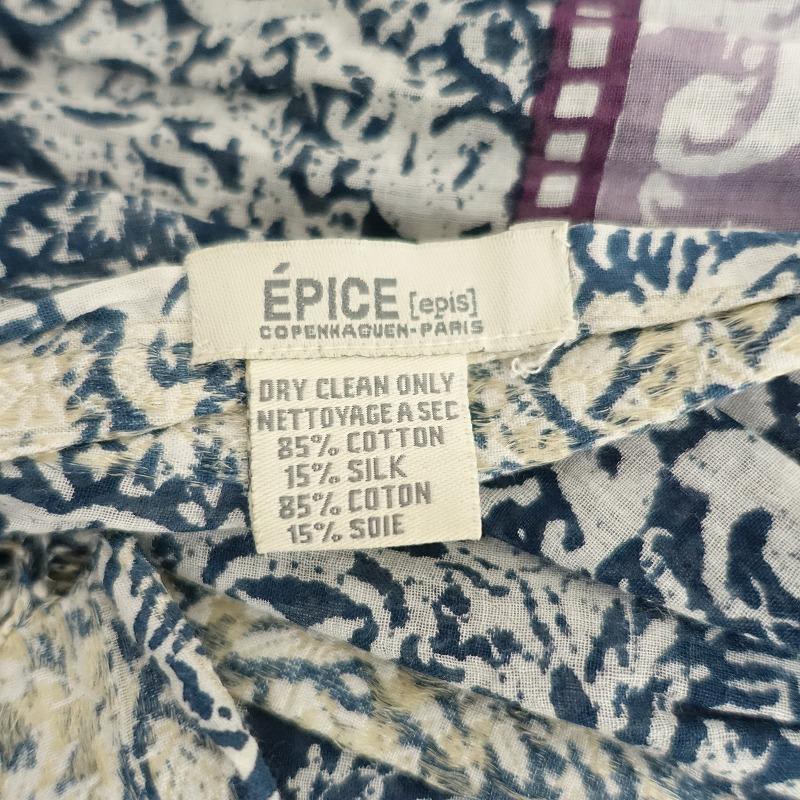 ÉPICE [epis]
COPENHAGUEN-PARIS
DRY CLEAN ONLY
NETTOYAGE A SEC
85% COTTON
15% SILK
85% COTON
15% SOIE